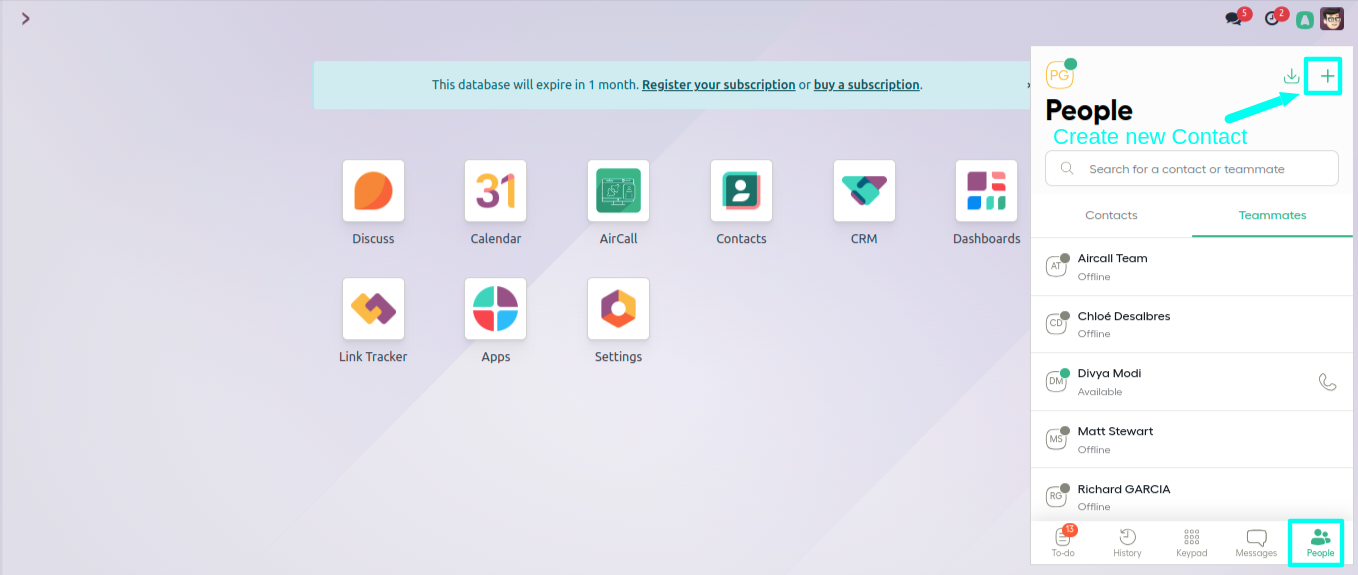 5
2
A
This database will expire in 1 month. Register your subscription or buy a subscription.
PG
People
Create new Contact
Search for a contact or teammate
Contacts
Teammates
31
Discuss
Calendar
AirCall
Contacts
CRM
Dashboards
Link Tracker
Apps
Settings
AT
Aircall Team
Offline
CD
Chloé Desalbres
Offline
DM
Divya Modi
Available
MS
Matt Stewart
Offline
RG
Richard GARCIA
Offline
13
To-do
History
Keypad
Messages
People